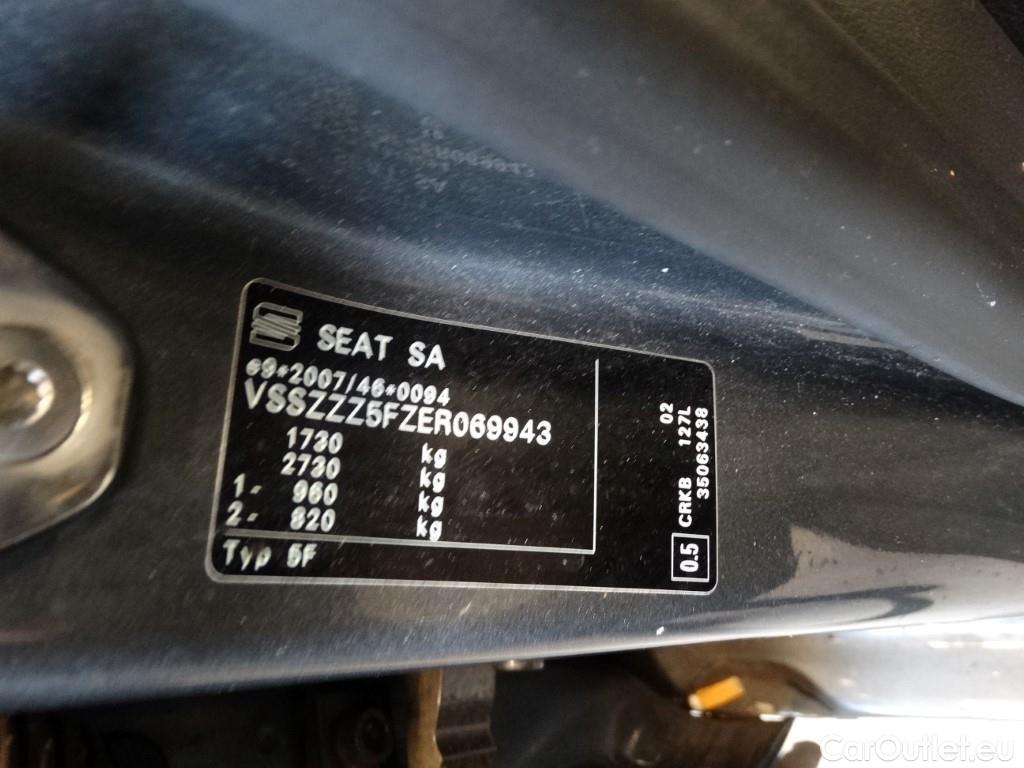 SEAT SA
e9*2007/46*0094
VSSZZZ5FZER069943
1730 kg
2730 kg
1- 960 kg
2- 820 kg
Typ 5F
02
0.5 CRKB 127L
35063438
CarOutlet.eu